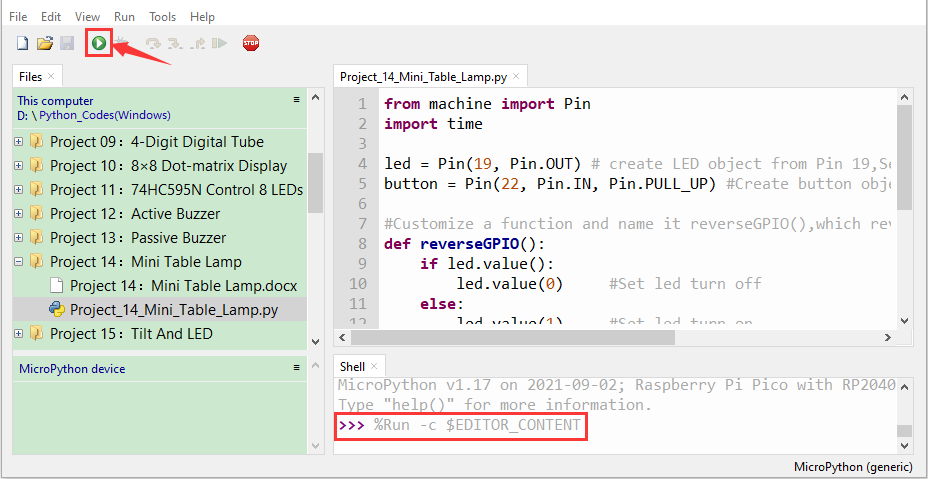 File Edit View Run Tools Help
STOP
Files ×
This computer
D: \ Python_Codes(Windows)
Project 09：4-Digit Digital Tube
Project 10：8×8 Dot-matrix Display
Project 11：74HC595N Control 8 LEDs
Project 12：Active Buzzer
Project 13：Passive Buzzer
Project 14：Mini Table Lamp
Project 14：Mini Table Lamp.docx
Project_14_Mini_Table_Lamp.py
Project 15：Tilt And LED
MicroPython device
Project_14_Mini_Table_Lamp.py ×
1 from machine import Pin
2 import time
3
4 led = Pin(19, Pin.OUT) # create LED object from Pin 19,Se
5 button = Pin(22, Pin.IN, Pin.PULL_UP) #Create button obje
6
7 #Customize a function and name it reverseGPIO(),which rev
8 def reverseGPIO():
9 if led.value():
10 led.value(0) #Set led turn off
11 else:
12 led.value(1) #Set led turn on
Shell ×
MicroPython v1.17 on 2021-09-02; Raspberry Pi Pico with RP2040
Type "help()" for more information.
>>> %Run -c $EDITOR_CONTENT
MicroPython (generic)